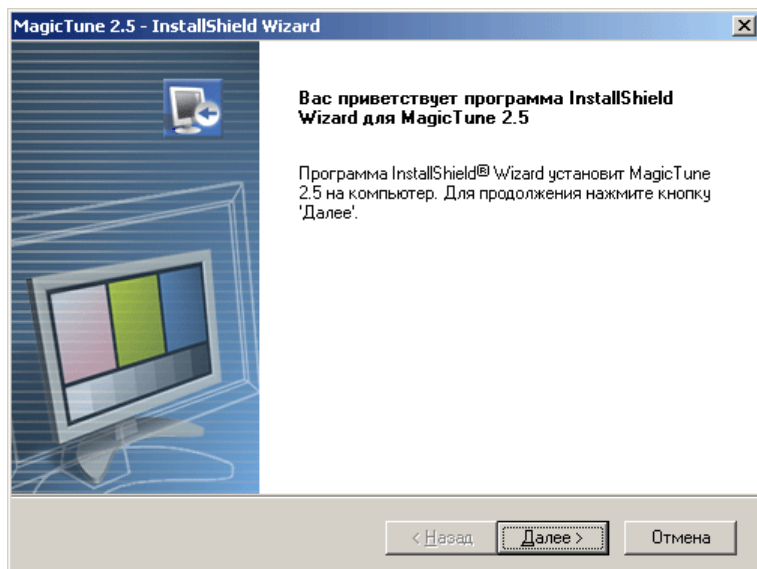 MagicTune 2.5 - InstallShield Wizard
Вас приветствует программа InstallShield
Wizard для MagicTune 2.5
Программа InstallShield® Wizard установит MagicTune
2.5 на компьютер. Для продолжения нажмите кнопку
'Далее'.
< Назад
Далее >
Отмена